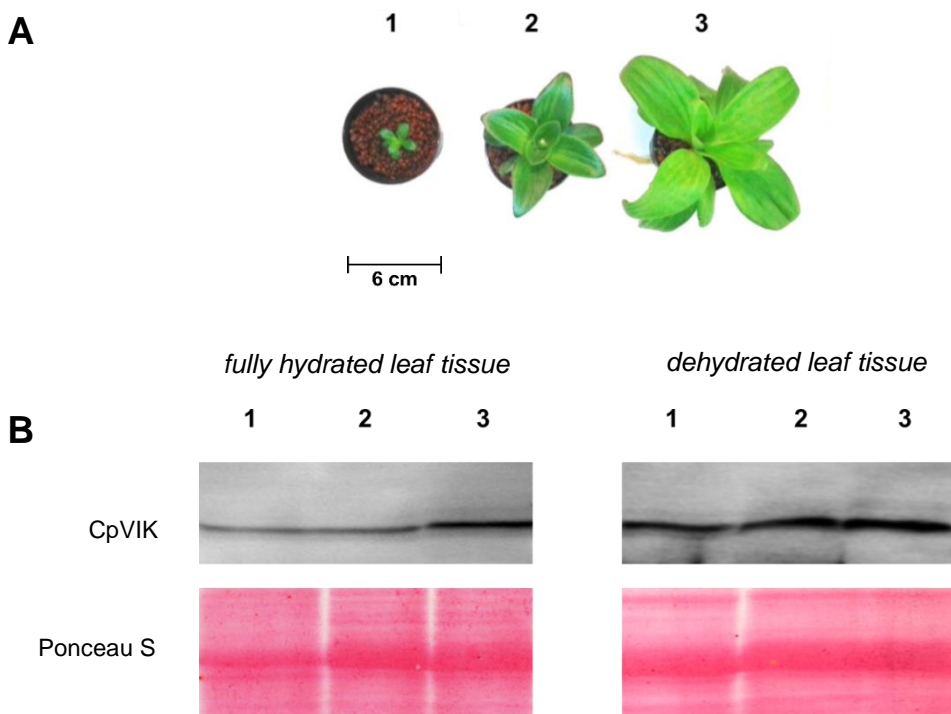 A
1 2 3
6 cm
fully hydrated leaf tissue dehydrated leaf tissue
B
1 2 3 1 2 3
CpVIK
Ponceau S